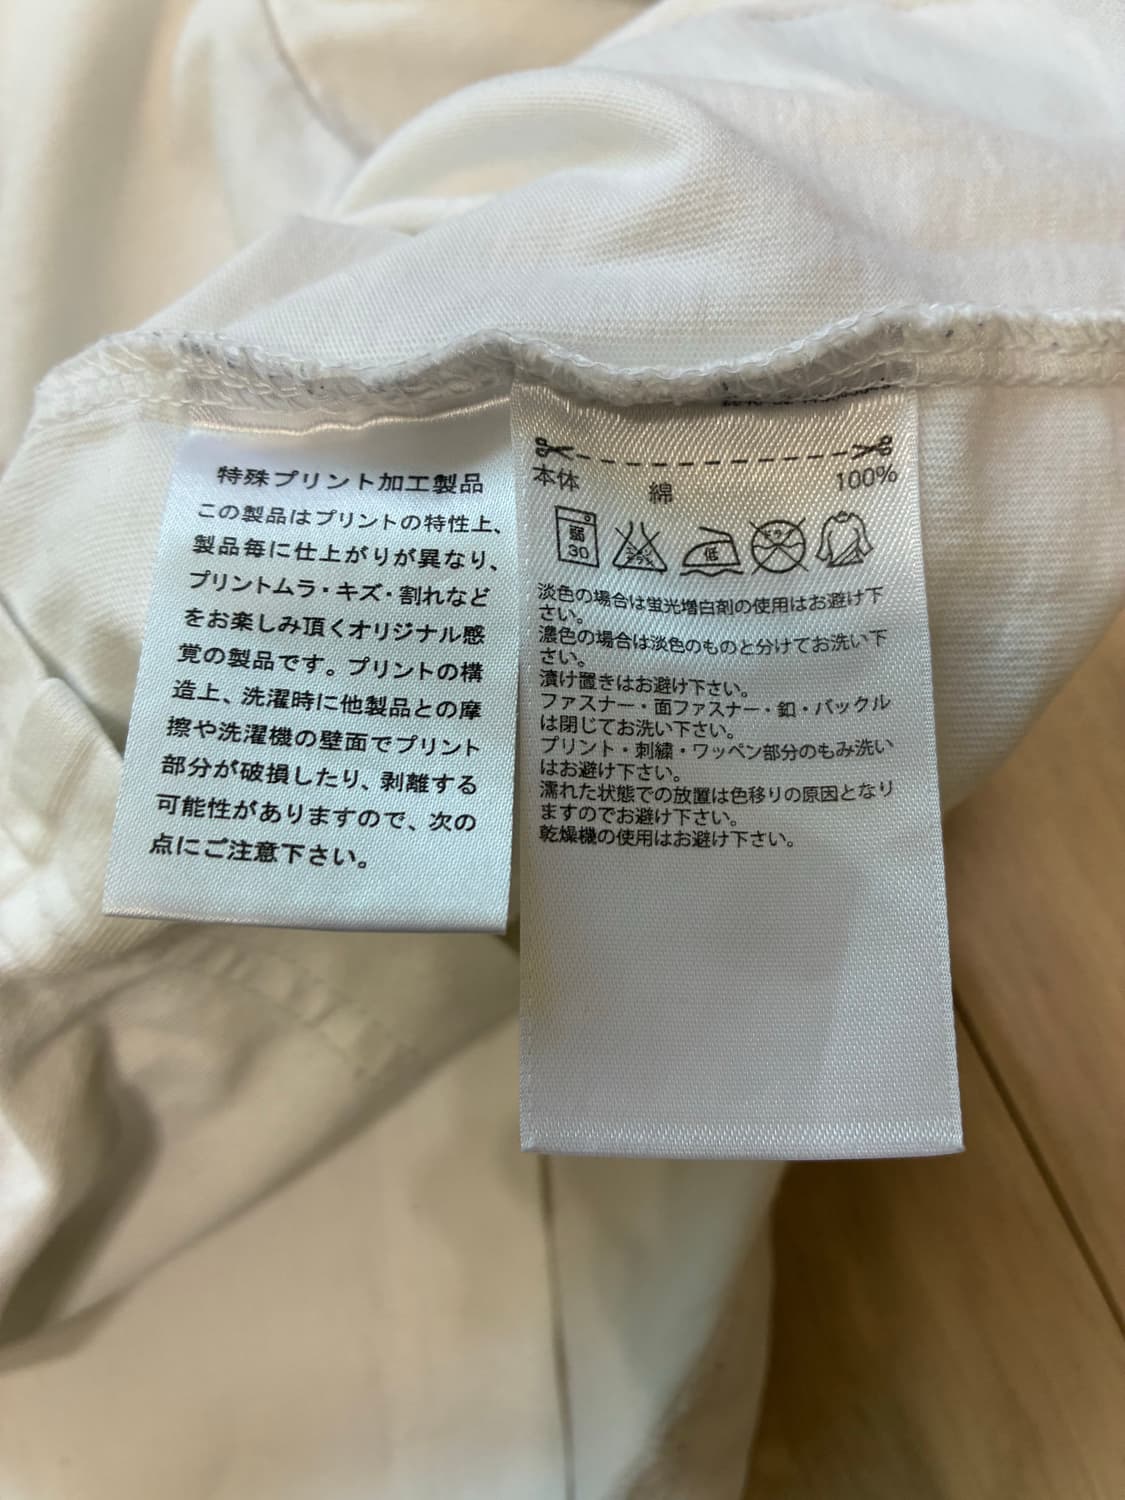 特殊プリント加工製品
この製品はプリントの特性上、
製品毎に仕上がりが異なり、
プリントムラ・キズ・割れなど
をお楽しみ頂くオリジナル感
覚の製品です。プリントの構
造上、洗濯時に他製品との摩
擦や洗濯機の壁面でプリント
部分が破損したり、剥離する
可能性がありますので、次の
点にご注意下さい。
本体 綿 100%
弱 30
エンソサラシ
低
ドライ
淡色の場合は蛍光増白剤の使用はお避け下
さい。
濃色の場合は淡色のものと分けてお洗い下
さい。
漬け置きはお避け下さい。
ファスナー・面ファスナー・釦・バックル
は閉じてお洗い下さい。
プリント・刺繍・ワッペン部分のもみ洗い
はお避け下さい。
濡れた状態での放置は色移りの原因となり
ますのでお避け下さい。
乾燥機の使用はお避け下さい。